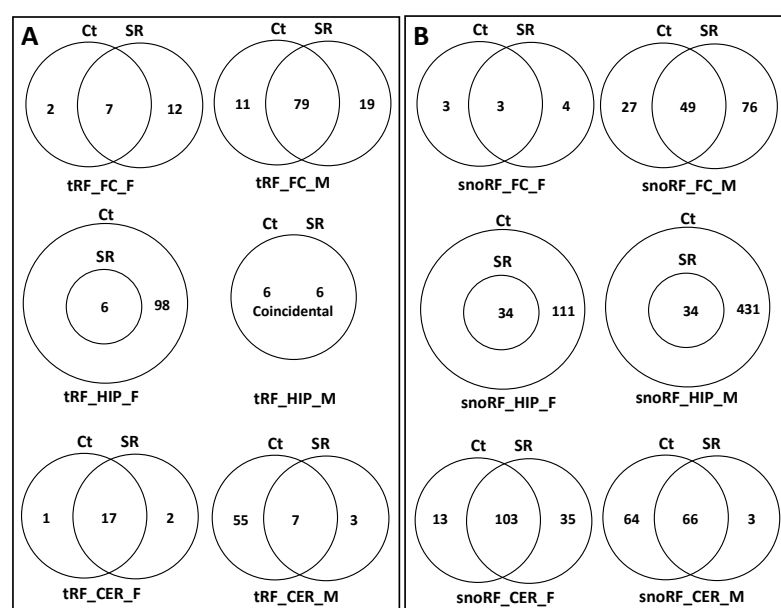 A
Ct SR
2 7 12
tRF_FC_F
Ct SR
11 79 19
tRF_FC_M
Ct
SR
6 98
tRF_HIP_F
Ct SR
6 6
Coincidental
tRF_HIP_M
Ct SR
1 17 2
tRF_CER_F
Ct SR
55 7 3
tRF_CER_M
B
Ct SR
3 3 4
snoRF_FC_F
Ct SR
27 49 76
snoRF_FC_M
Ct
SR
34 111
snoRF_HIP_F
Ct
SR
34 431
snoRF_HIP_M
Ct SR
13 103 35
snoRF_CER_F
Ct SR
64 66 3
snoRF_CER_M